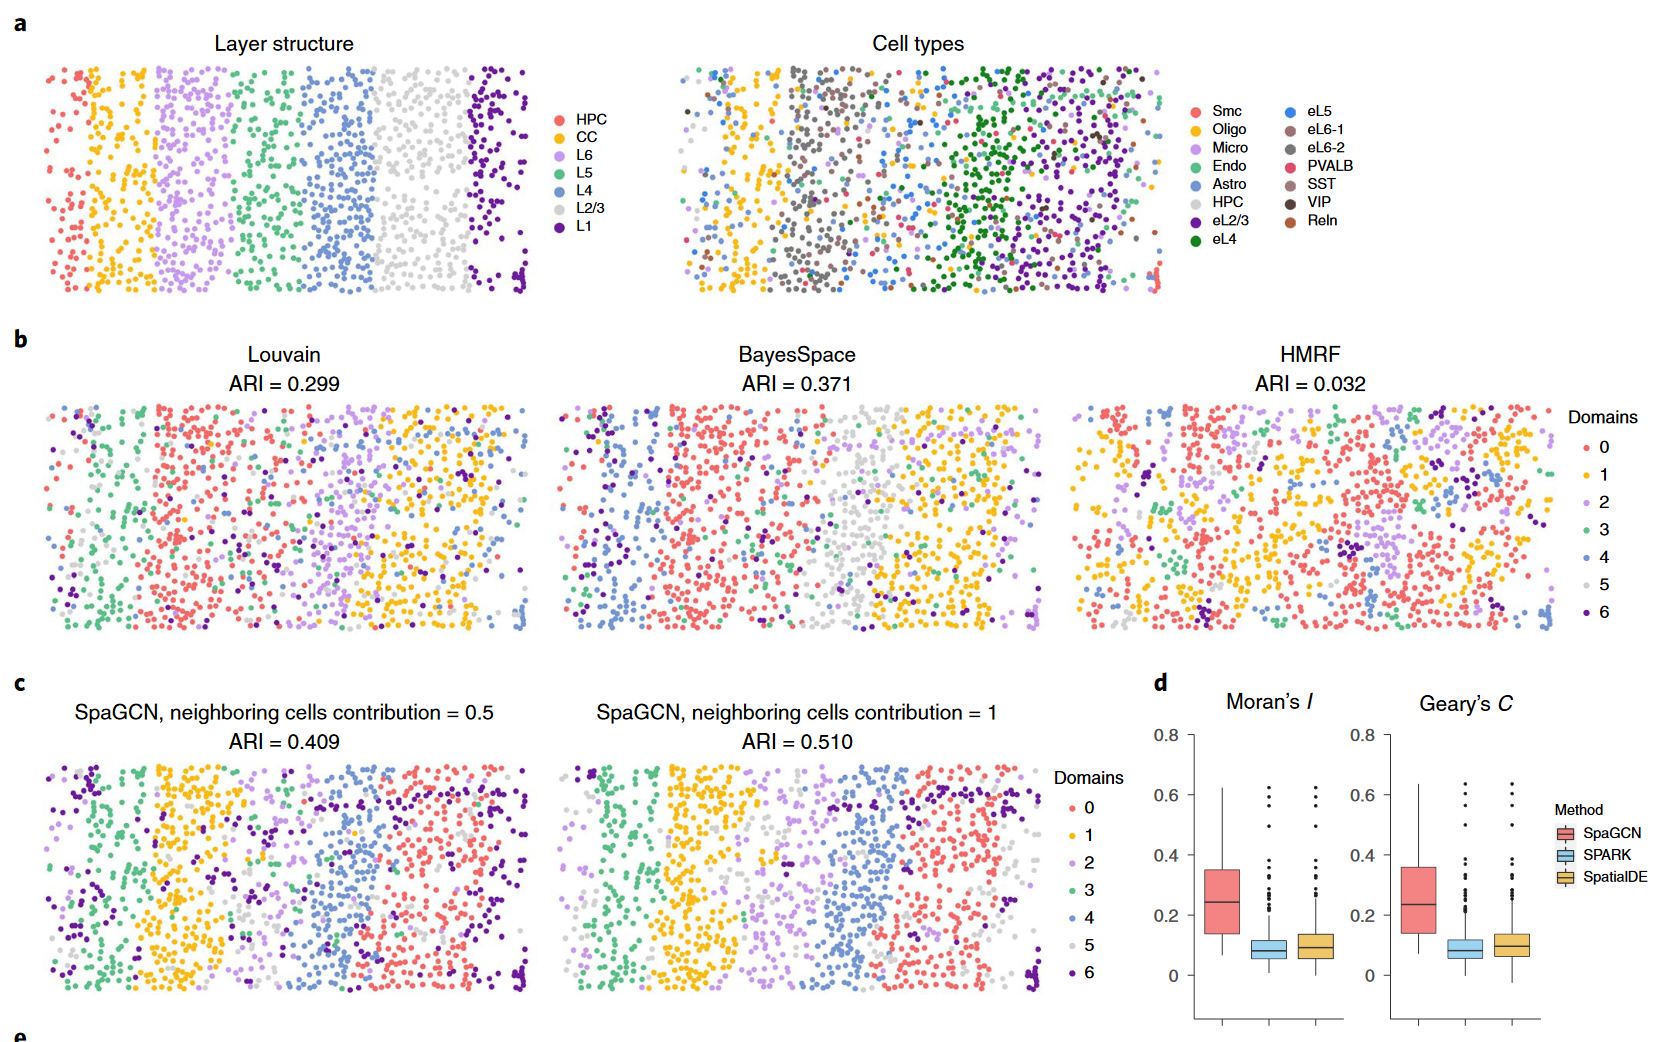 a
Layer structure
HPC
CC
L6
L5
L4
L2/3
L1
Cell types
Smc
Oligo
Micro
Endo
Astro
HPC
eL2/3
eL4
eL5
eL6-1
eL6-2
PVALB
SST
VIP
Reln
b
Louvain
ARI = 0.299
BayesSpace
ARI = 0.371
HMRF
ARI = 0.032
Domains
0
1
2
3
4
5
6
c
SpaGCN, neighboring cells contribution = 0.5
ARI = 0.409
SpaGCN, neighboring cells contribution = 1
ARI = 0.510
Domains
0
1
2
3
4
5
6
d
Moran's I
0.8
0.6
0.4
0.2
0
Geary's C
0.8
0.6
0.4
0.2
0
Method
SpaGCN
SPARK
SpatialDE
e